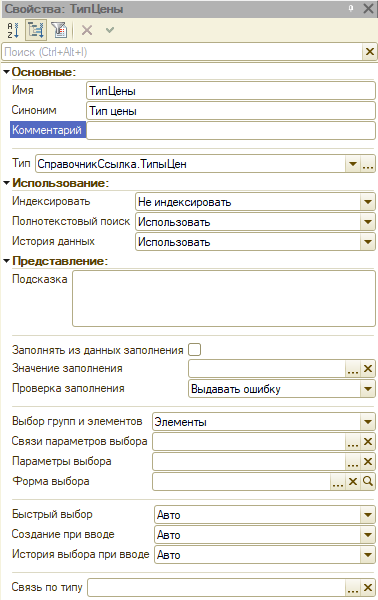 Свойства: ТипЦены
Поиск (Ctrl+Alt+I)
Основные:
Имя ТипЦены
Синоним Тип цены
Комментарий
Тип СправочникСсылка.ТипыЦен
Использование:
Индексировать Не индексировать
Полнотекстовый поиск Использовать
История данных Использовать
Представление:
Подсказка
Заполнять из данных заполнения
Значение заполнения
Проверка заполнения Выдавать ошибку
Выбор групп и элементов Элементы
Связи параметров выбора
Параметры выбора
Форма выбора
Быстрый выбор Авто
Создание при вводе Авто
История выбора при вводе Авто
Связь по типу